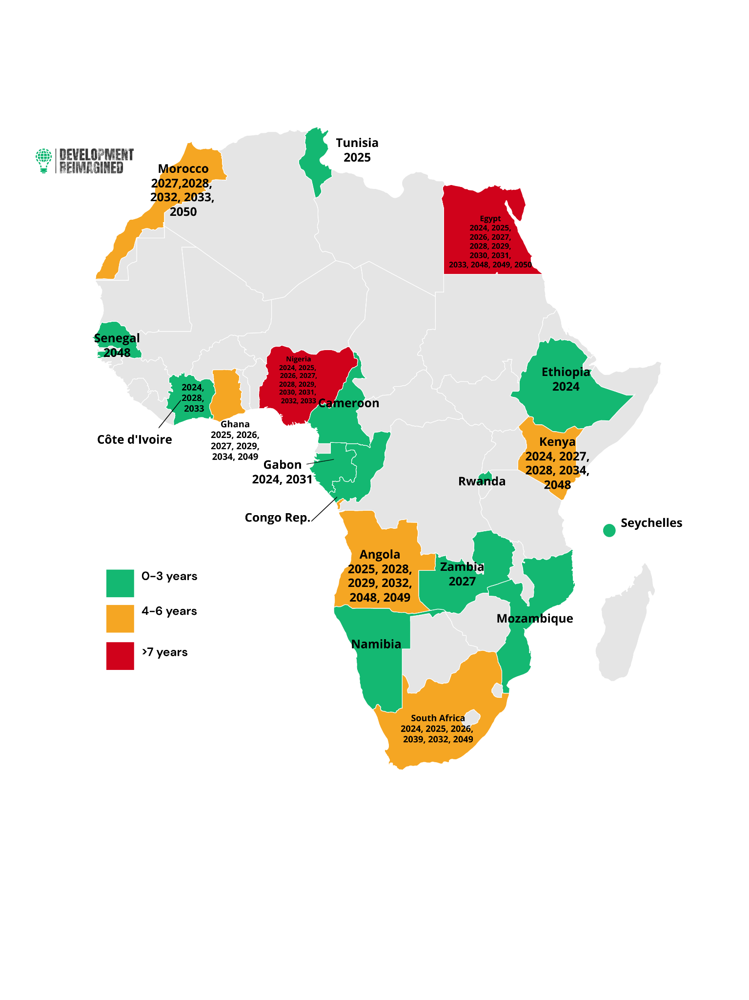 DEVELOPMENT
REIMAGINED
Tunisia
2025
Morocco
2027,2028,
2032, 2033,
2050
Egypt
2024, 2025,
2026, 2027,
2028, 2029,
2030, 2031,
2033, 2048, 2049, 2050
Senegal
2048
Nigeria
2024, 2025,
2026, 2027,
2028, 2029,
2030, 2031,
2032, 2033
Cameroon
Ethiopia
2024
2024,
2028,
2033
Côte d'Ivoire
Ghana
2025, 2026,
2027, 2029,
2034, 2049
Gabon
2024, 2031
Kenya
2024, 2027,
2028, 2034,
2048
Rwanda
Congo Rep.
Seychelles
Angola
2025, 2028,
2029, 2032,
2048, 2049
Zambia
2027
0-3 years
4-6 years
>7 years
Mozambique
Namibia
South Africa
2024, 2025, 2026,
2039, 2032, 2049